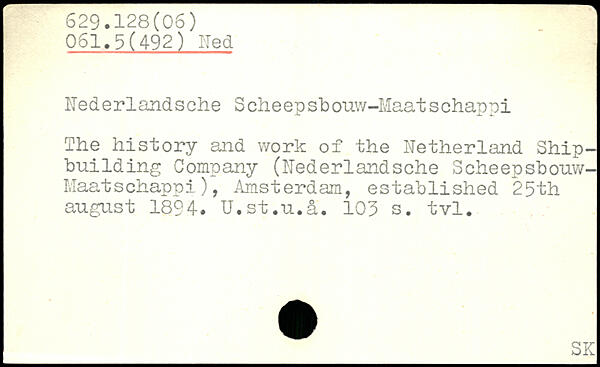 629.128(06)
061.5(492) Ned
Nederlandsche Scheepsbouw-Maatschappi
The history and work of the Netherland Ship-
building Company (Nederlandsche Scheepsbouw-
Maatschappi), Amsterdam, established 25th
august 1894. U.st.u.å. 103 s. tvl.
SK